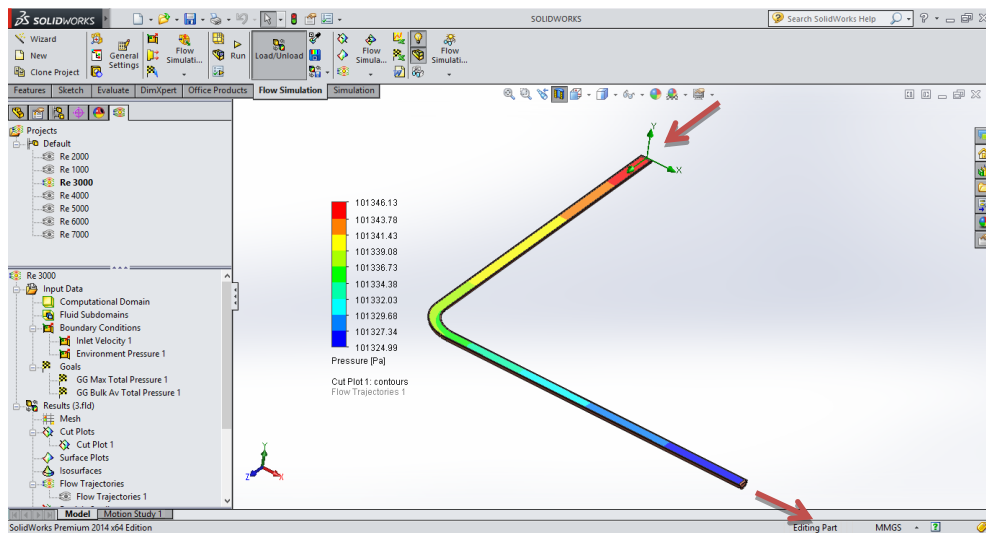 SOLIDWORKS
SOLIDWORKS
Search SolidWorks Help
Wizard
New
Clone Project
General Settings
Flow Simulati...
Run
Load/Unload
Flow Simula...
Flow Simulati...
Features Sketch Evaluate DimXpert Office Products Flow Simulation Simulation
Projects
Default
Re 2000
Re 1000
Re 3000
Re 4000
Re 5000
Re 6000
Re 7000
Re 3000
Input Data
Computational Domain
Fluid Subdomains
Boundary Conditions
Inlet Velocity 1
Environment Pressure 1
Goals
GG Max Total Pressure 1
GG Bulk Av Total Pressure 1
Results (3.fld)
Mesh
Cut Plots
Cut Plot 1
Surface Plots
Isosurfaces
Flow Trajectories
Flow Trajectories 1
101346.13
101343.78
101341.43
101339.08
101336.73
101334.38
101332.03
101329.68
101327.34
101324.99
Pressure [Pa]
Cut Plot 1: contours
Flow Trajectories 1
Y
X
Y
Z
X
Model Motion Study 1
SolidWorks Premium 2014 x64 Edition
Editing Part
MMGS